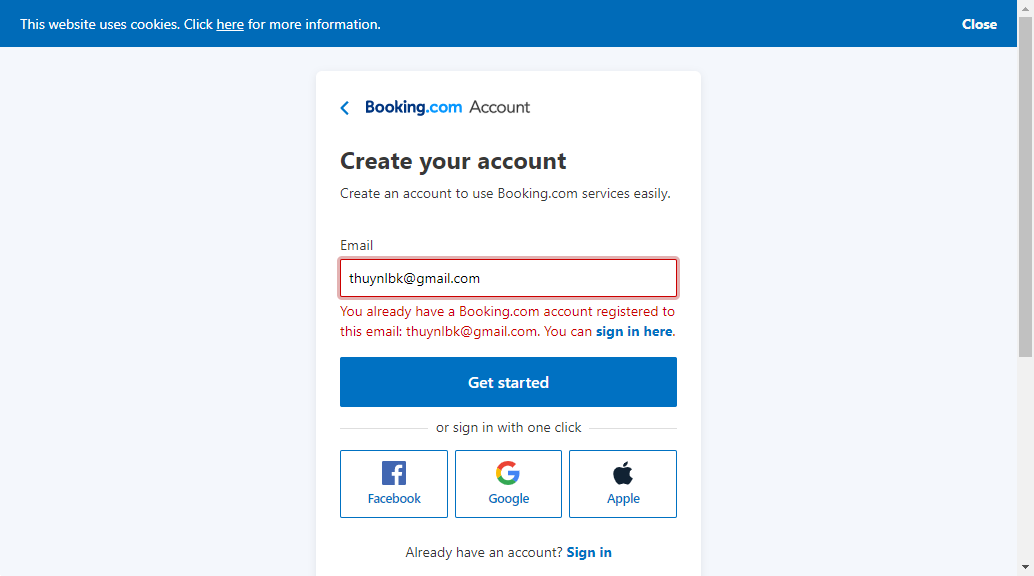 This website uses cookies. Click here for more information.
Close
Booking.com Account
Create your account
Create an account to use Booking.com services easily.
Email
thuynlbk@gmail.com
You already have a Booking.com account registered to
this email: thuynlbk@gmail.com. You can sign in here.
Get started
or sign in with one click
Facebook
Google
Apple
Already have an account? Sign in